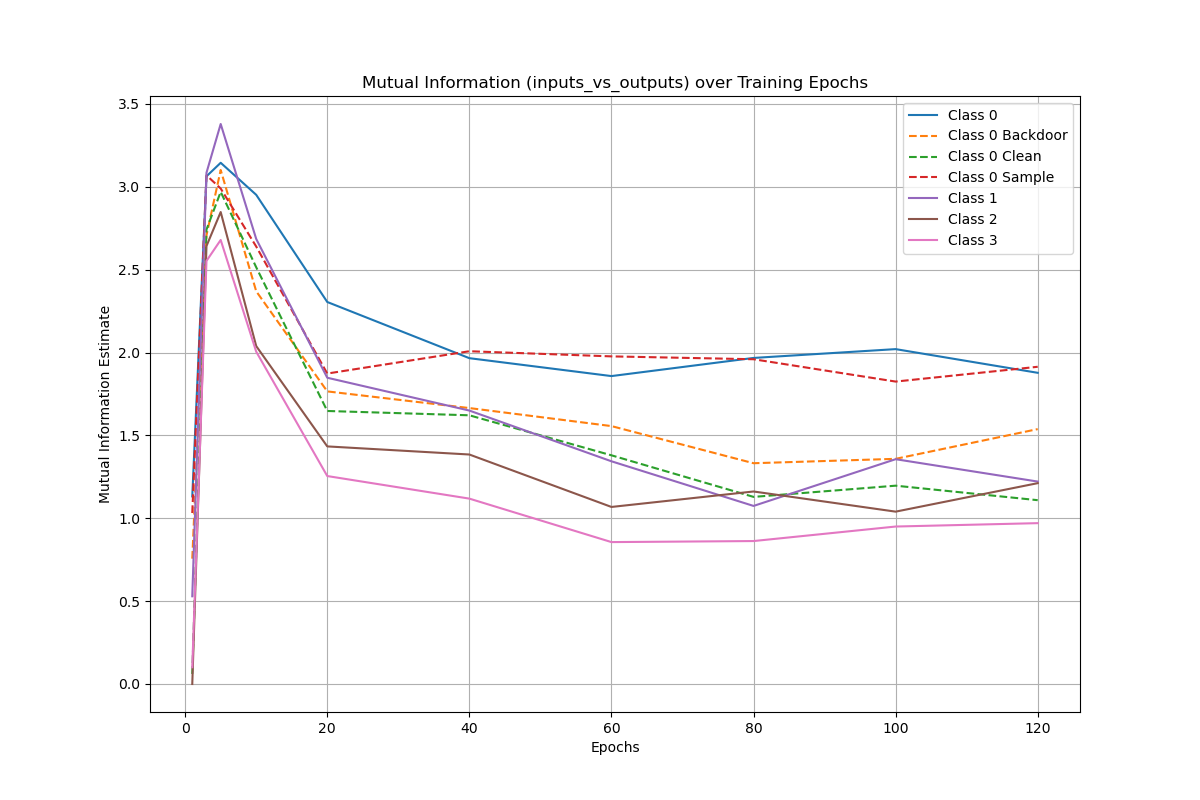 Mutual Information (inputs_vs_outputs) over Training Epochs
Mutual Information Estimate
3.5
3.0
2.5
2.0
1.5
1.0
0.5
0.0
Class 0
Class 0 Backdoor
Class 0 Clean
Class 0 Sample
Class 1
Class 2
Class 3
0 20 40 60 80 100 120
Epochs